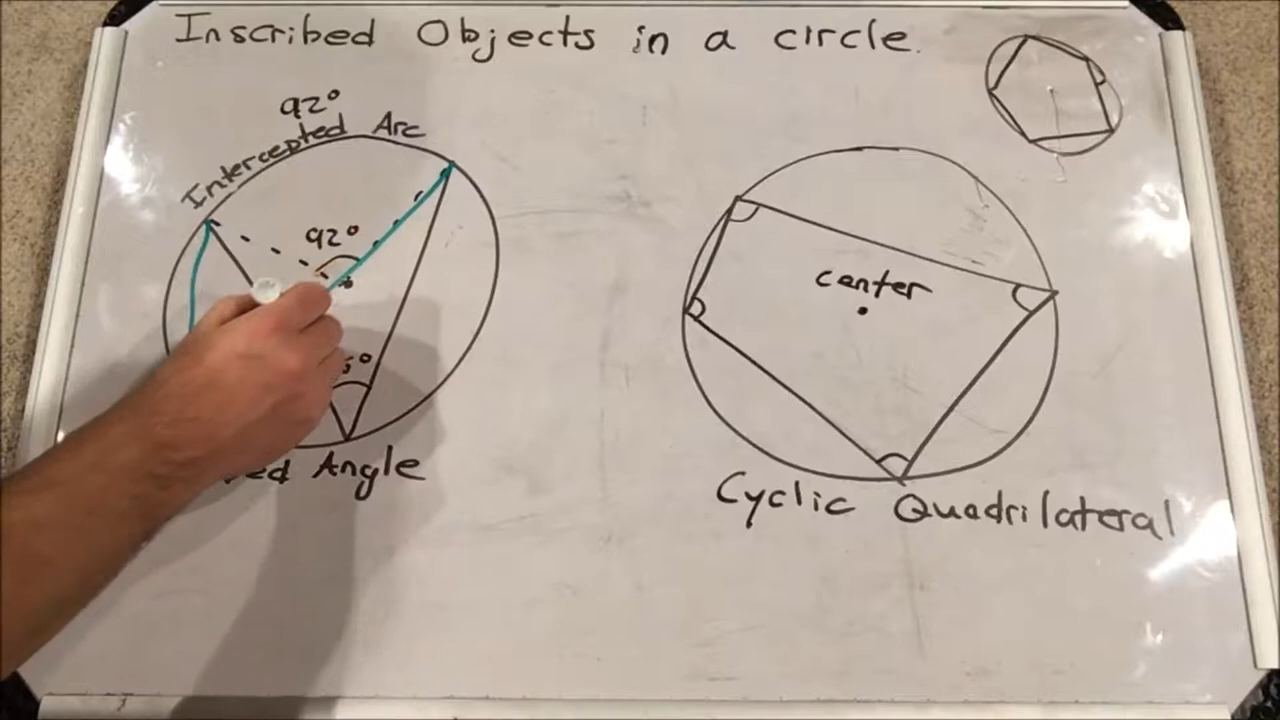 Inscribed Objects in a circle.
92°
Intercepted Arc
92°
Angle
center
Cyclic Quadrilateral